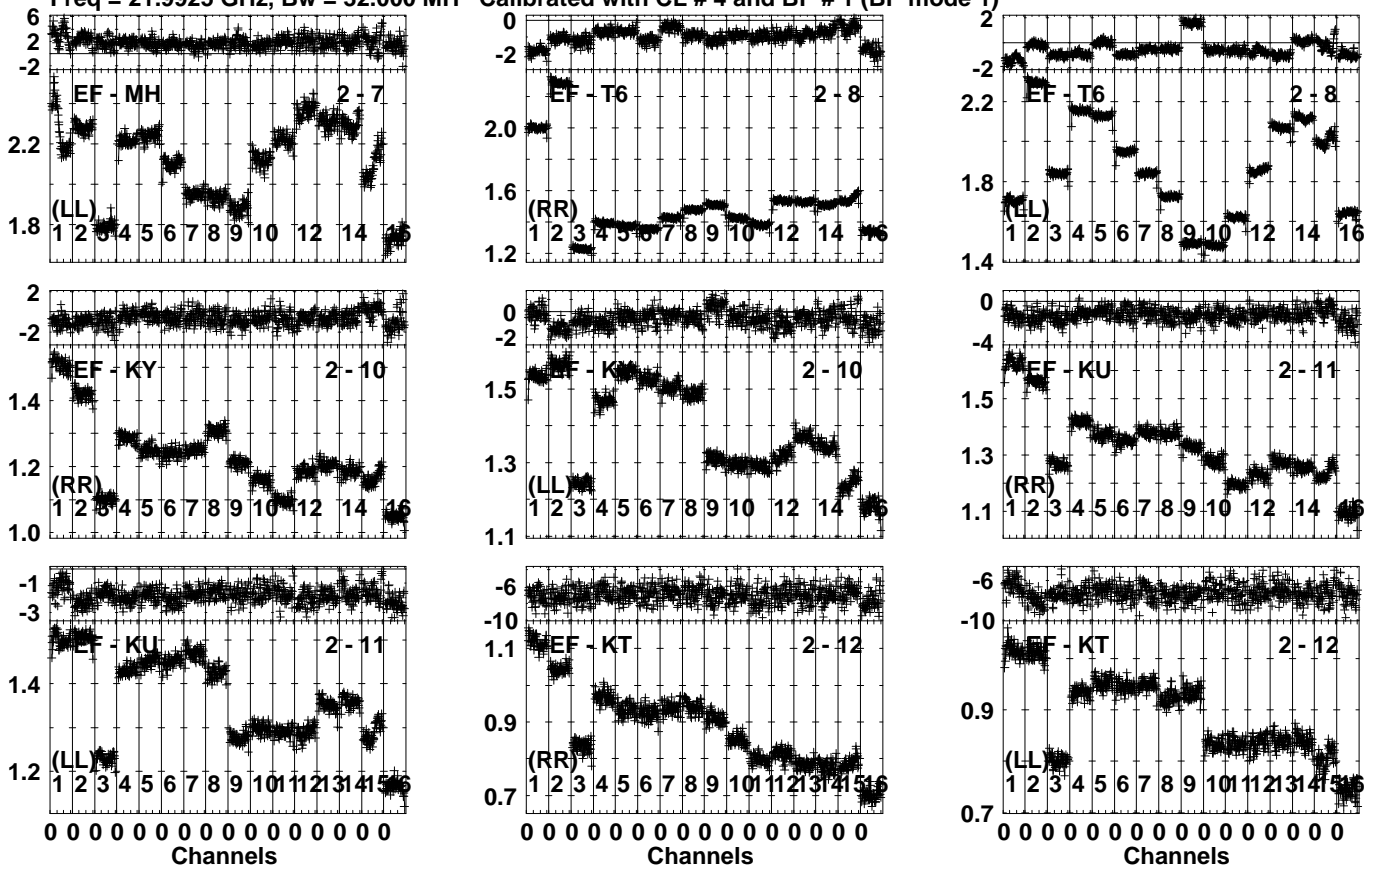 Freq = 21.9925 GHz, Bw = 32.000 MH Calibrated with CL # 4 and BP # 1 (BP mode 1)
6 2 -2
EF - MH 2 - 7
2.2
1.8
(LL)
1 2 3 4 5 6 7 8 9 10 12 14 16
0 -2
EF - T6 2 - 8
2.0
1.6
1.2
(RR)
1 2 3 4 5 6 7 8 9 10 12 14 16
2 -2
EF - T6 2 - 8
2.2
1.8
1.4
(LL)
1 2 3 4 5 6 7 8 9 10 12 14 16
2 -2
EF - KY 2 - 10
1.4
1.2
1.0
(RR)
1 2 3 4 5 6 7 8 9 10 12 14 16
0 -2
EF - KY 2 - 10
1.5
1.3
1.1
(LL)
1 2 3 4 5 6 7 8 9 10 12 14 16
0 -4
EF - KU 2 - 11
1.5
1.3
1.1
(RR)
1 2 3 4 5 6 7 8 9 10 12 14 16
-1 -3
EF - KU 2 - 11
1.4
1.2
(LL)
1 2 3 4 5 6 7 8 9 10 11 12 13 14 15 16
0 0 0 0 0 0 0 0 0 0 0 0 0 0 0 0
Channels
-6 -10
EF - KT 2 - 12
1.1
0.9
0.7
(RR)
1 2 3 4 5 6 7 8 9 10 11 12 13 14 15 16
0 0 0 0 0 0 0 0 0 0 0 0 0 0 0 0
Channels
-6 -10
EF - KT 2 - 12
0.9
0.7
(LL)
1 2 3 4 5 6 7 8 9 10 11 12 13 14 15 16
0 0 0 0 0 0 0 0 0 0 0 0 0 0 0 0
Channels